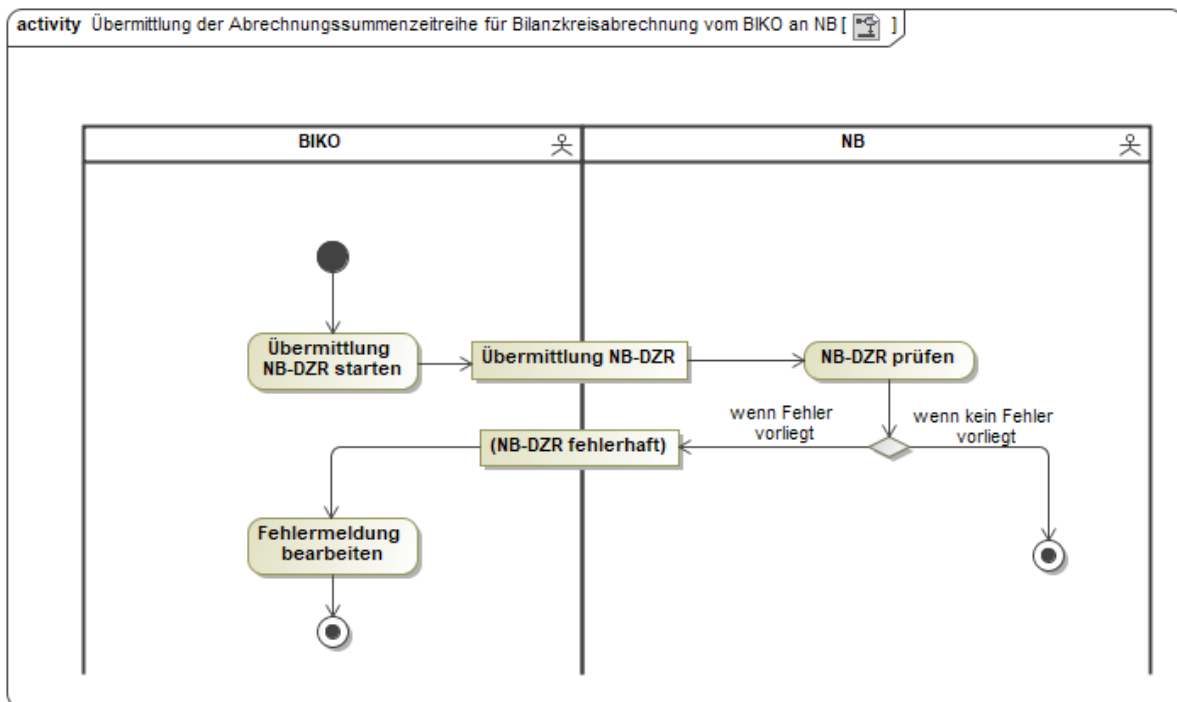 activity Übermittlung der Abrechnungssummenzeitreihe für Bilanzkreisabrechnung vom BIKO an NB [ ]
BIKO
NB
Übermittlung
NB-DZR starten
Übermittlung NB-DZR
NB-DZR prüfen
wenn Fehler
vorliegt
wenn kein Fehler
vorliegt
(NB-DZR fehlerhaft)
Fehlermeldung
bearbeiten